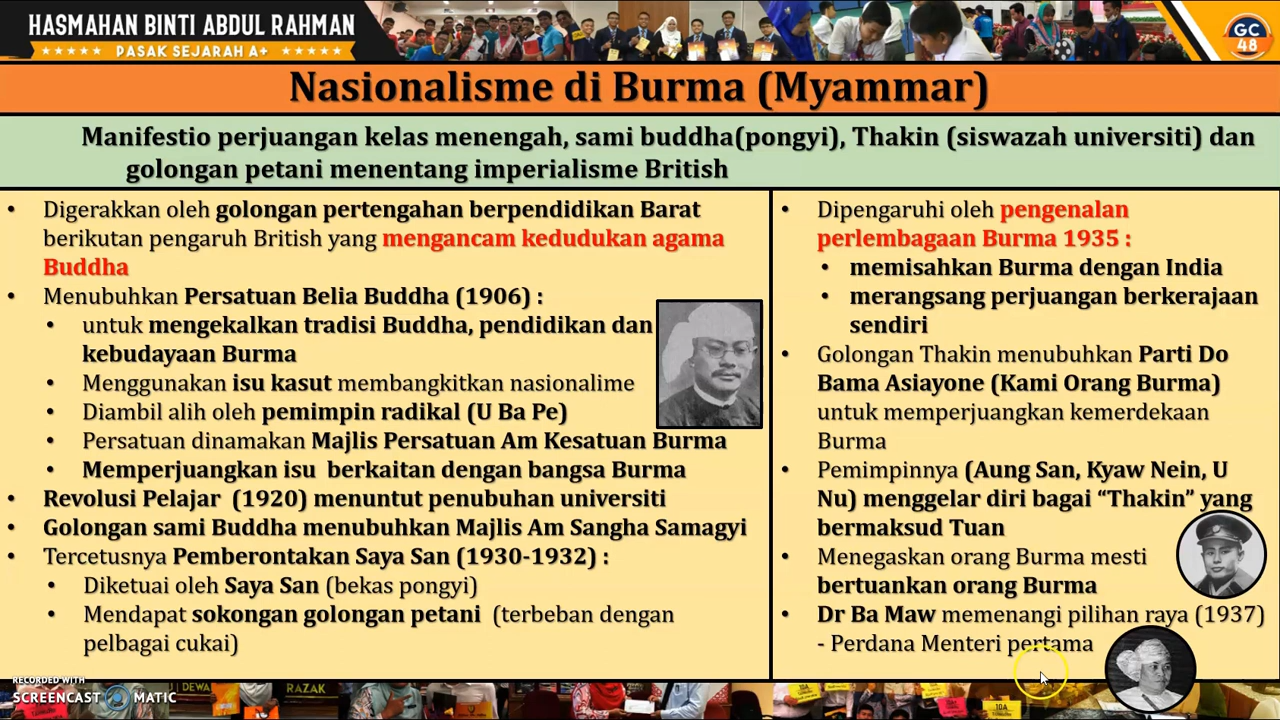 HASMAHAN BINTI ABDUL RAHMAN
PASAK SEJARAH A+
GC
48
Nasionalisme di Burma (Myammar)
Manifestio perjuangan kelas menengah, sami buddha(pongyi), Thakin (siswazah universiti) dan
golongan petani menentang imperialisme British
• Digerakkan oleh golongan pertengahan berpendidikan Barat
berikutan pengaruh British yang mengancam kedudukan agama
Buddha
• Menubuhkan Persatuan Belia Buddha (1906) :
• untuk mengekalkan tradisi Buddha, pendidikan dan
kebudayaan Burma
• Menggunakan isu kasut membangkitkan nasionalime
• Diambil alih oleh pemimpin radikal (U Ba Pe)
• Persatuan dinamakan Majlis Persatuan Am Kesatuan Burma
• Memperjuangkan isu berkaitan dengan bangsa Burma
• Revolusi Pelajar (1920) menuntut penubuhan universiti
• Golongan sami Buddha menubuhkan Majlis Am Sangha Samagyi
• Tercetusnya Pemberontakan Saya San (1930-1932) :
• Diketuai oleh Saya San (bekas pongyi)
• Mendapat sokongan golongan petani (terbeban dengan
pelbagai cukai)
• Dipengaruhi oleh pengenalan
perlembagaan Burma 1935 :
• memisahkan Burma dengan India
• merangsang perjuangan berkerajaan
sendiri
• Golongan Thakin menubuhkan Parti Do
Bama Asiayone (Kami Orang Burma)
untuk memperjuangkan kemerdekaan
Burma
• Pemimpinnya (Aung San, Kyaw Nein, U
Nu) menggelar diri bagai “Thakin” yang
bermaksud Tuan
• Menegaskan orang Burma mesti
bertuankan orang Burma
• Dr Ba Maw memenangi pilihan raya (1937)
- Perdana Menteri pertama
RECORDED WITH
SCREENCAST MATIC
DEWA
RAZAK
10A